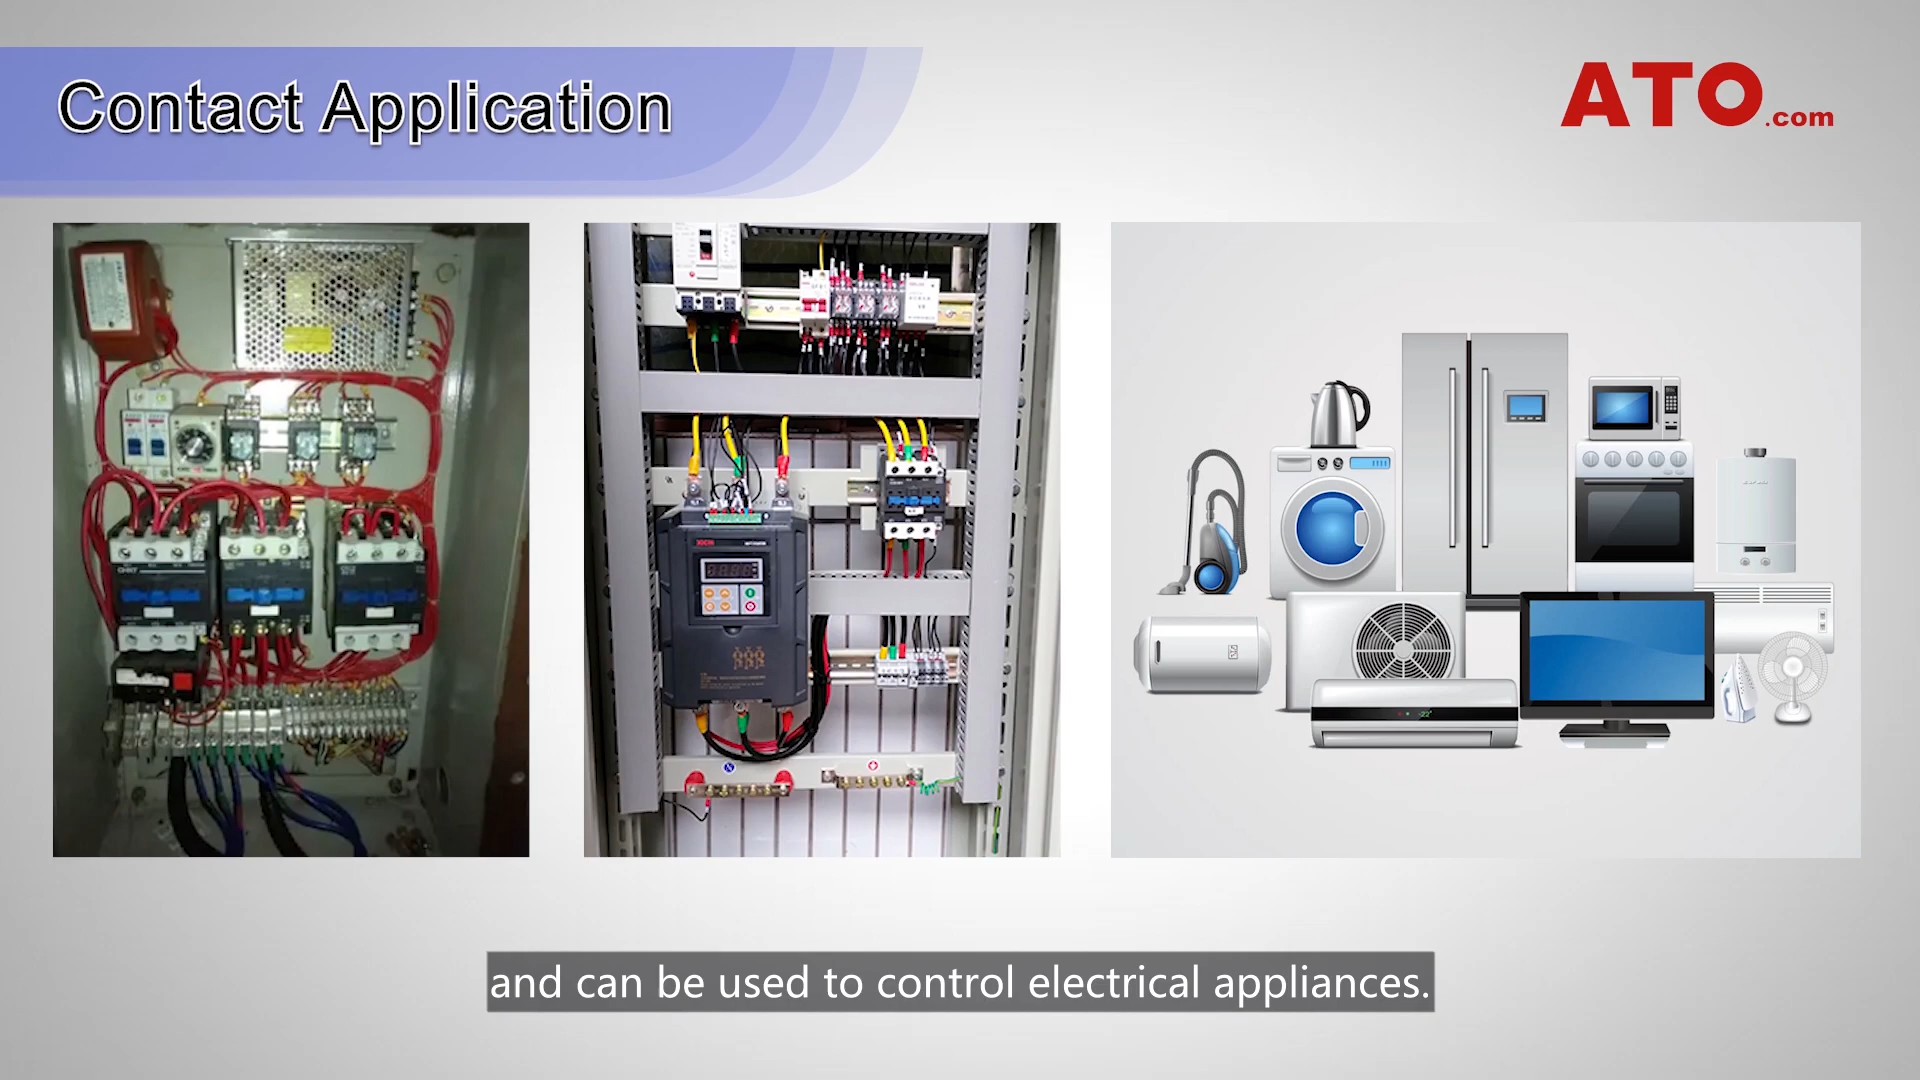 Contact Application
ATO.com
and can be used to control electrical appliances.